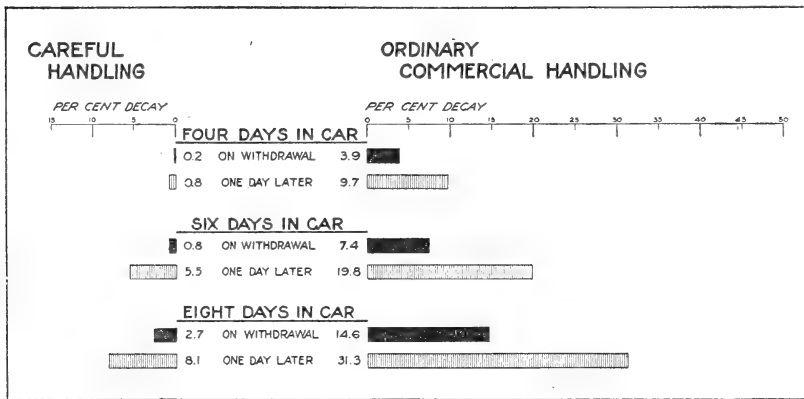 CAREFUL
HANDLING
ORDINARY
COMMERCIAL HANDLING
PER CENT DECAY
15 10 5 0
PER CENT DECAY
0 5 10 15 20 25 30 35 40 45 50
FOUR DAYS IN CAR
0.2 ON WITHDRAWAL 3.9
0.8 ONE DAY LATER 9.7
SIX DAYS IN CAR
0.8 ON WITHDRAWAL 7.4
5.5 ONE DAY LATER 19.8
EIGHT DAYS IN CAR
2.7 ON WITHDRAWAL 14.6
8.1 ONE DAY LATER 31.3